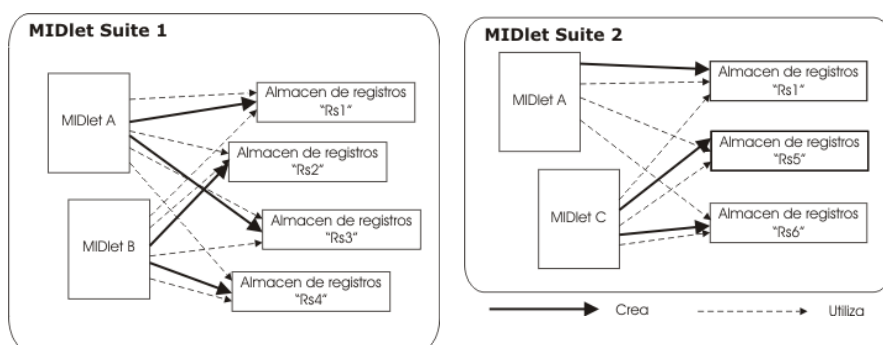 MIDlet Suite 1
MIDlet A
Almacen de registros
"Rs1"
Almacen de registros
"Rs2"
MIDlet B
Almacen de registros
"Rs3"
Almacen de registros
"Rs4"
MIDlet Suite 2
MIDlet A
Almacen de registros
"Rs1"
Almacen de registros
"Rs5"
MIDlet C
Almacen de registros
"Rs6"
Crea
Utiliza